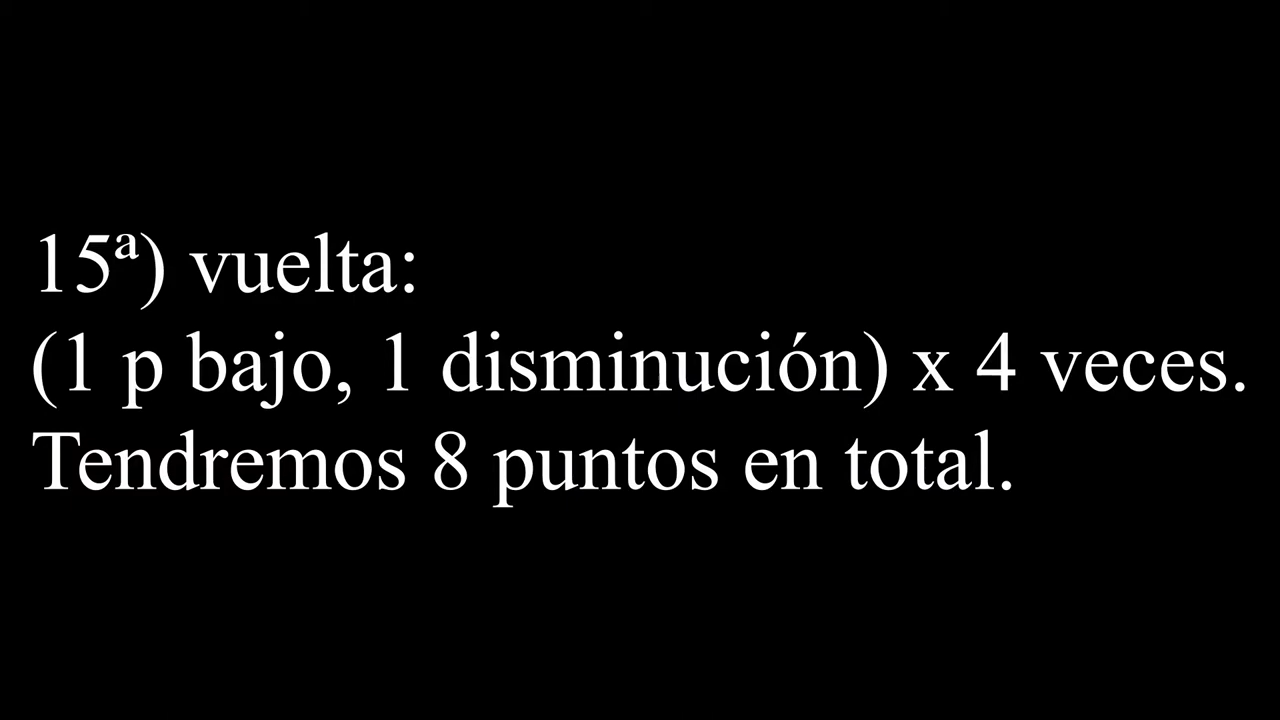 15ª) vuelta:
(1 p bajo, 1 disminución) x 4 veces.
Tendremos 8 puntos en total.